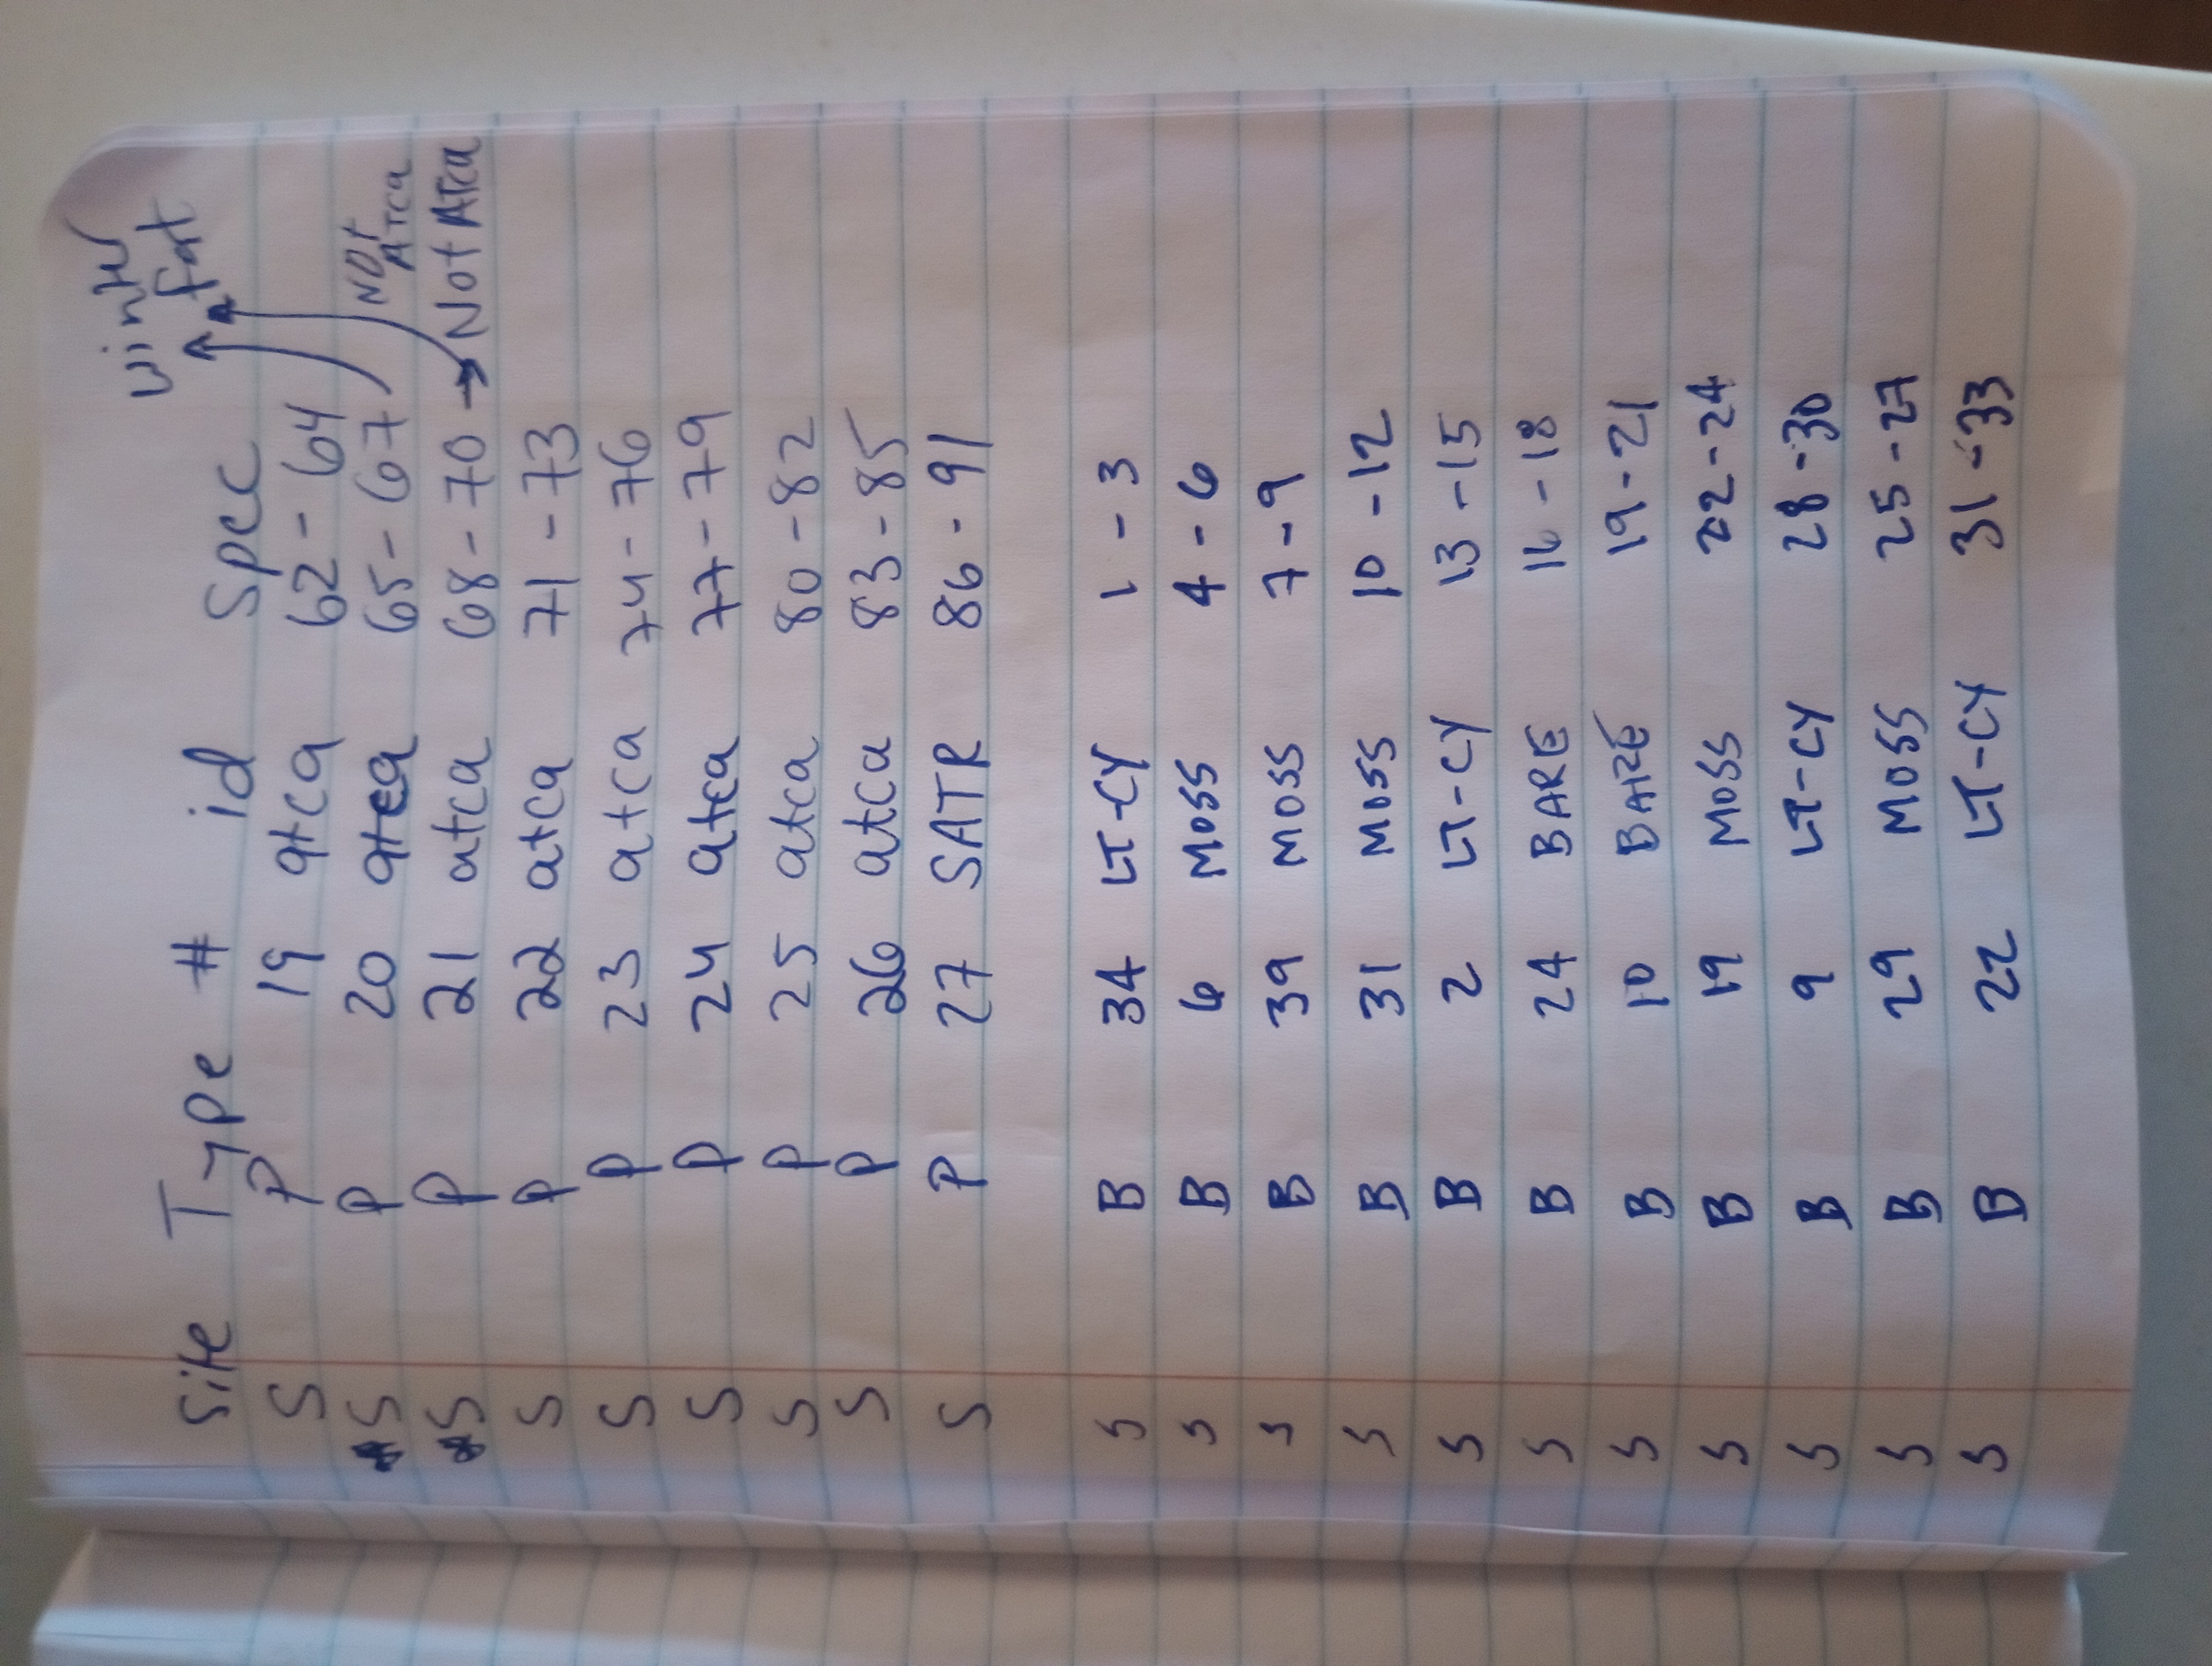 Winter
Fort
Site Type # id Spec
S P 19 atca 62 - 64
*S P 20 atca 65 - 67 NOT ATCA
*S P 21 atca 68 - 70 → Not ATCA
S P 22 atca 71 - 73
S P 23 atca 74 - 76
S P 24 atca 77 - 79
S P 25 atca 80 - 82
S P 26 atca 83 - 85
S P 27 SATR 86 - 91
S B 34 LT-CY 1 - 3
S B 6 MOSS 4 - 6
S B 39 MOSS 7 - 9
S B 31 MOSS 10 - 12
S B 2 LT-CY 13 - 15
S B 24 BARE 16 - 18
S B 10 BARE 19 - 21
S B 19 MOSS 22 - 24
S B 9 LT-CY 28 - 30
S B 29 MOSS 25 - 27
S B 22 LT-CY 31 - 33